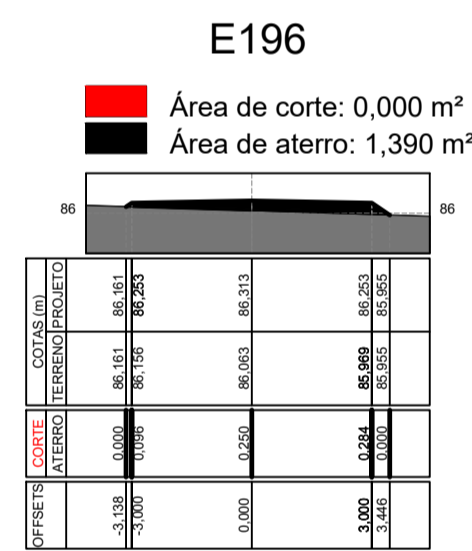 E196
Área de corte: 0,000 m²
Área de aterro: 1,390 m²
86
86
COTAS (m)
PROJETO
86,161
86,253
86,313
86,253
85,955
TERRENO
86,161
86,156
86,063
85,969
85,955
CORTE
ATERRO
0.000
0,096
0,250
0.284
0.000
OFFSETS
-3,138
-3,000
0,000
3,000
3,446